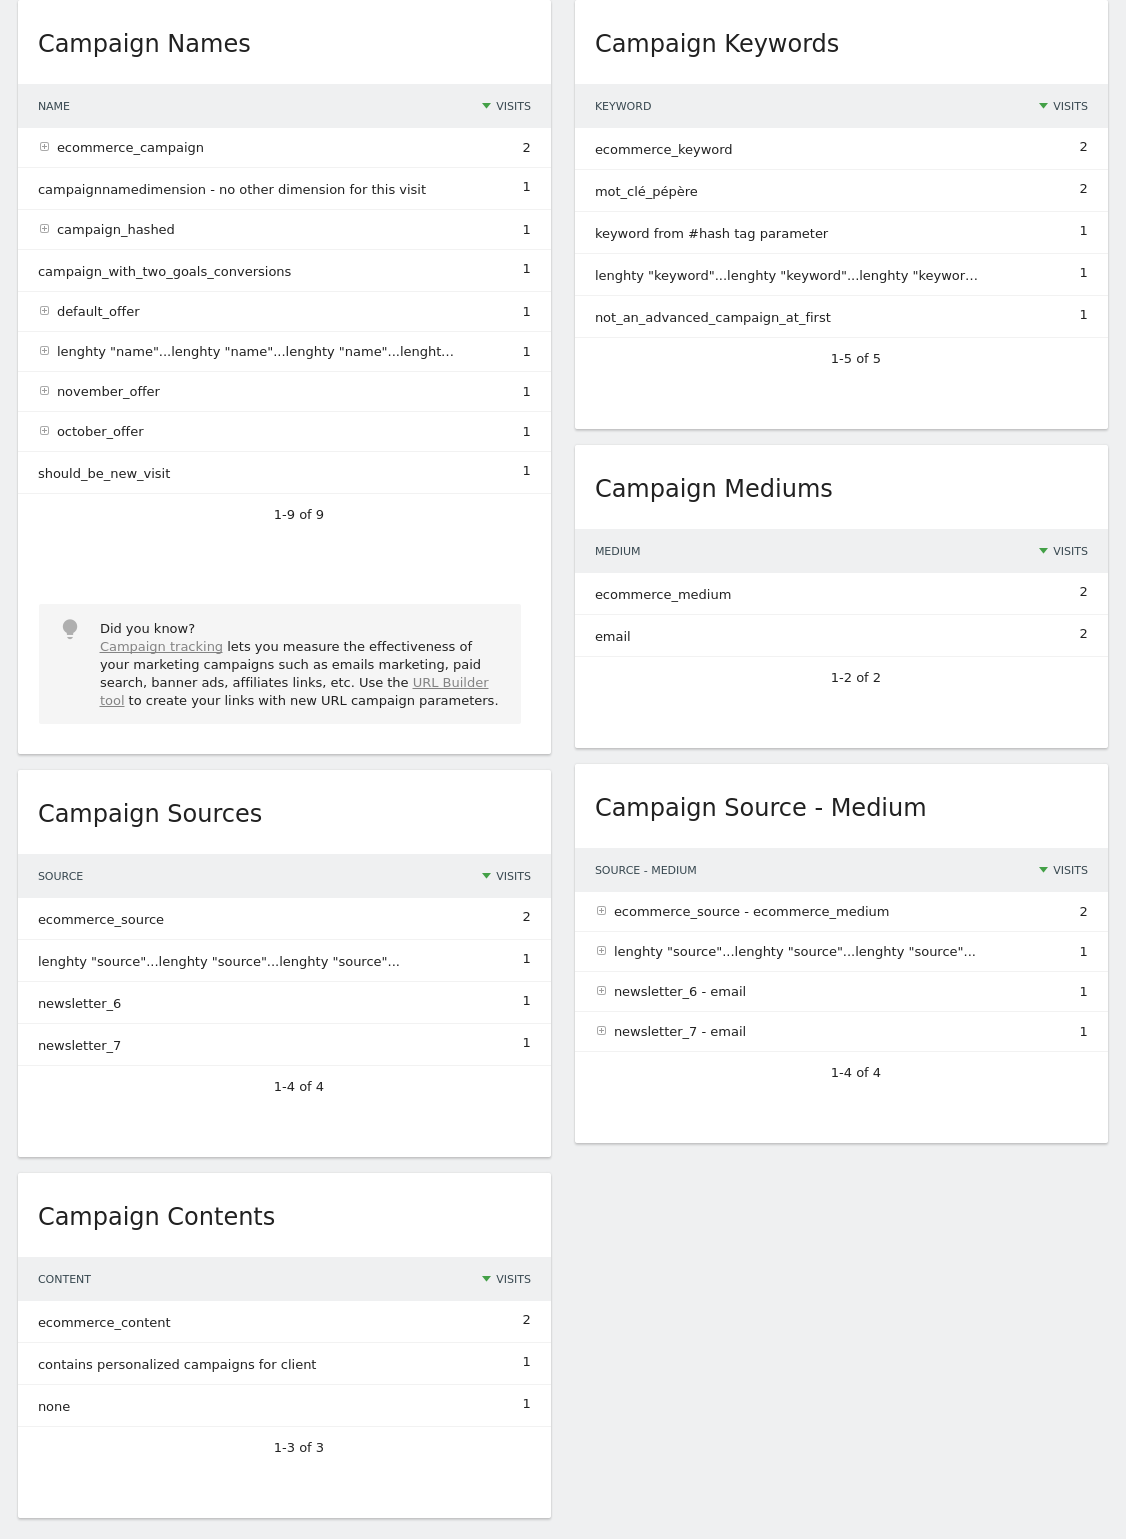 Campaign Names
NAME VISITS
ecommerce_campaign 2
campaignnamedimension - no other dimension for this visit 1
campaign_hashed 1
campaign_with_two_goals_conversions 1
default_offer 1
lenghty "name"...lenghty "name"...lenghty "name"...lenght... 1
november_offer 1
october_offer 1
should_be_new_visit 1
1-9 of 9
Did you know?
Campaign tracking lets you measure the effectiveness of
your marketing campaigns such as emails marketing, paid
search, banner ads, affiliates links, etc. Use the URL Builder
tool to create your links with new URL campaign parameters.
Campaign Sources
SOURCE VISITS
ecommerce_source 2
lenghty "source"...lenghty "source"...lenghty "source"... 1
newsletter_6 1
newsletter_7 1
1-4 of 4
Campaign Contents
CONTENT VISITS
ecommerce_content 2
contains personalized campaigns for client 1
none 1
1-3 of 3
Campaign Keywords
KEYWORD VISITS
ecommerce_keyword 2
mot_clé_pépère 2
keyword from #hash tag parameter 1
lenghty "keyword"...lenghty "keyword"...lenghty "keywor... 1
not_an_advanced_campaign_at_first 1
1-5 of 5
Campaign Mediums
MEDIUM VISITS
ecommerce_medium 2
email 2
1-2 of 2
Campaign Source - Medium
SOURCE - MEDIUM VISITS
ecommerce_source - ecommerce_medium 2
lenghty "source"...lenghty "source"...lenghty "source"... 1
newsletter_6 - email 1
newsletter_7 - email 1
1-4 of 4